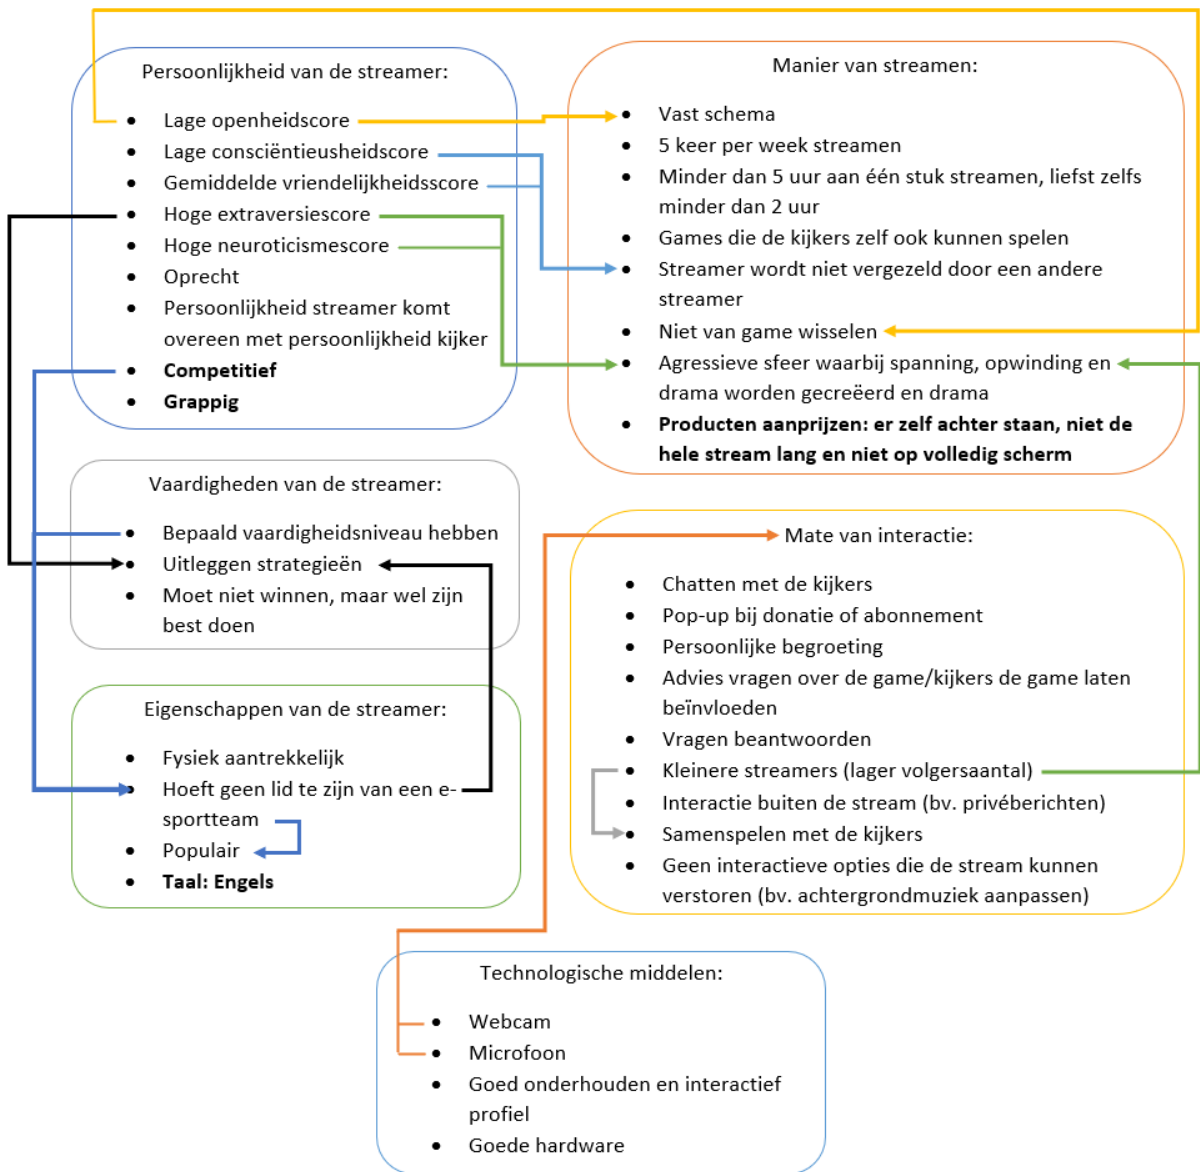 Persoonlijkheid van de streamer:
• Lage openheidscore
• Lage consciëntieusheidscore
• Gemiddelde vriendelijkheidsscore
• Hoge extraversiescore
• Hoge neuroticismescore
• Oprecht
• Persoonlijkheid streamer komt
overeen met persoonlijkheid kijker
• Competitief
• Grappig
Vaardigheden van de streamer:
• Bepaald vaardigheidsniveau hebben
• Uitleggen strategieën
• Moet niet winnen, maar wel zijn
best doen
Eigenschappen van de streamer:
• Fysiek aantrekkelijk
• Hoeft geen lid te zijn van een e-
sportteam
• Populair
• Taal: Engels
Manier van streamen:
• Vast schema
• 5 keer per week streamen
• Minder dan 5 uur aan één stuk streamen, liefst zelfs
minder dan 2 uur
• Games die de kijkers zelf ook kunnen spelen
• Streamer wordt niet vergezeld door een andere
streamer
• Niet van game wisselen
• Agressieve sfeer waarbij spanning, opwinding en
drama worden gecreëerd en drama
• Producten aanprijzen: er zelf achter staan, niet de
hele stream lang en niet op volledig scherm
Mate van interactie:
• Chatten met de kijkers
• Pop-up bij donatie of abonnement
• Persoonlijke begroeting
• Advies vragen over de game/kijkers de game laten
beïnvloeden
• Vragen beantwoorden
• Kleinere streamers (lager volgersaantal)
• Interactie buiten de stream (bv. privéberichten)
• Samenspelen met de kijkers
• Geen interactieve opties die de stream kunnen
verstoren (bv. achtergrondmuziek aanpassen)
Technologische middelen:
• Webcam
• Microfoon
• Goed onderhouden en interactief
profiel
• Goede hardware